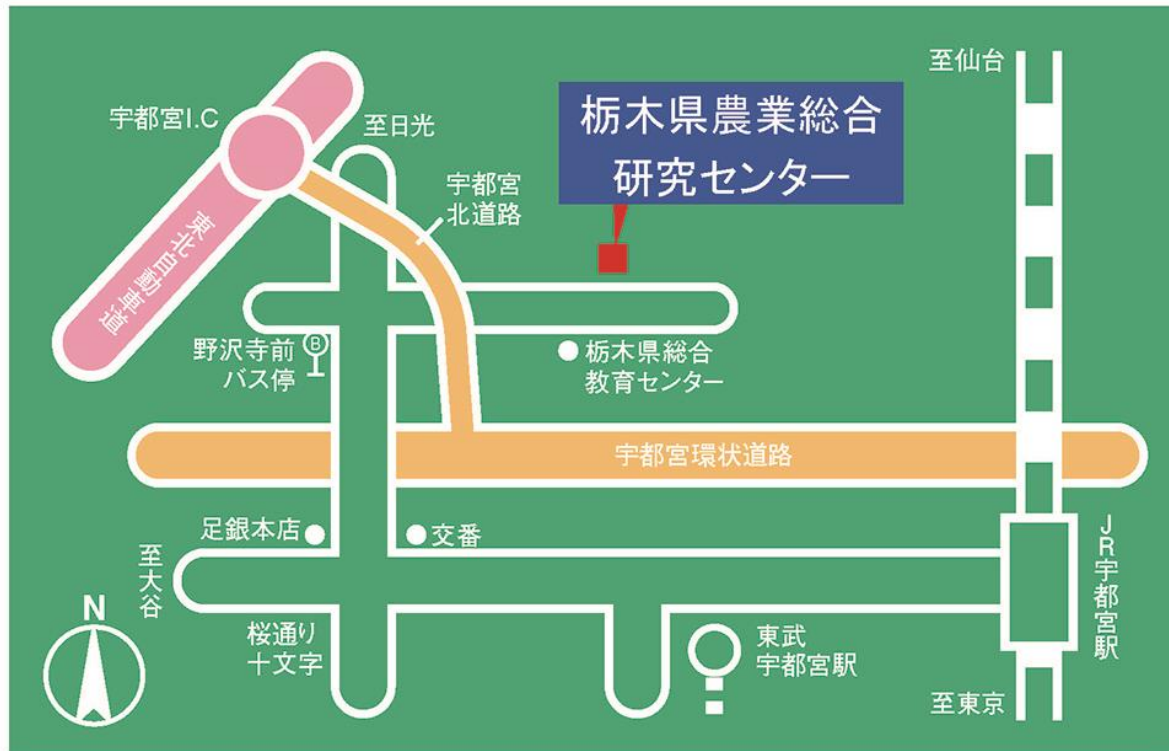 至仙台
栃木県農業総合
研究センター
宇都宮I.C
至日光
宇都宮
北道路
東北自動車道
野沢寺前
バス停
B
栃木県総合
教育センター
宇都宮環状道路
足銀本店
交番
至大谷
JR宇都宮駅
N
桜通り
十文字
東武
宇都宮駅
至東京